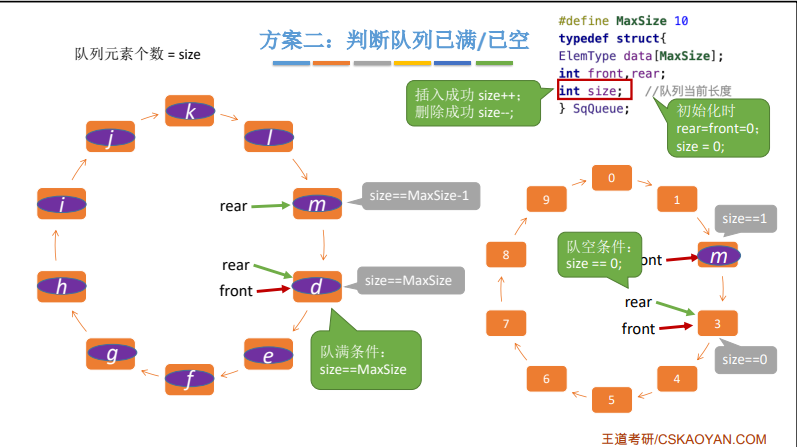 方案二：判断队列已满/已空
队列元素个数 = size
#define MaxSize 10
typedef struct{
ElemType data[MaxSize];
int front,rear;
int size; //队列当前长度
} SqQueue;
插入成功 size++;
删除成功 size--;
初始化时
rear=front=0;
size = 0;
k
j
l
i
m
rear
size==MaxSize-1
h
d
rear
front
size==MaxSize
g
e
f
队满条件：
size==MaxSize
0
9
1
size==1
8
m
队空条件：
size == 0;
ont
rear
front
7
3
size==0
6
4
5
王道考研/CSKAOYAN.COM